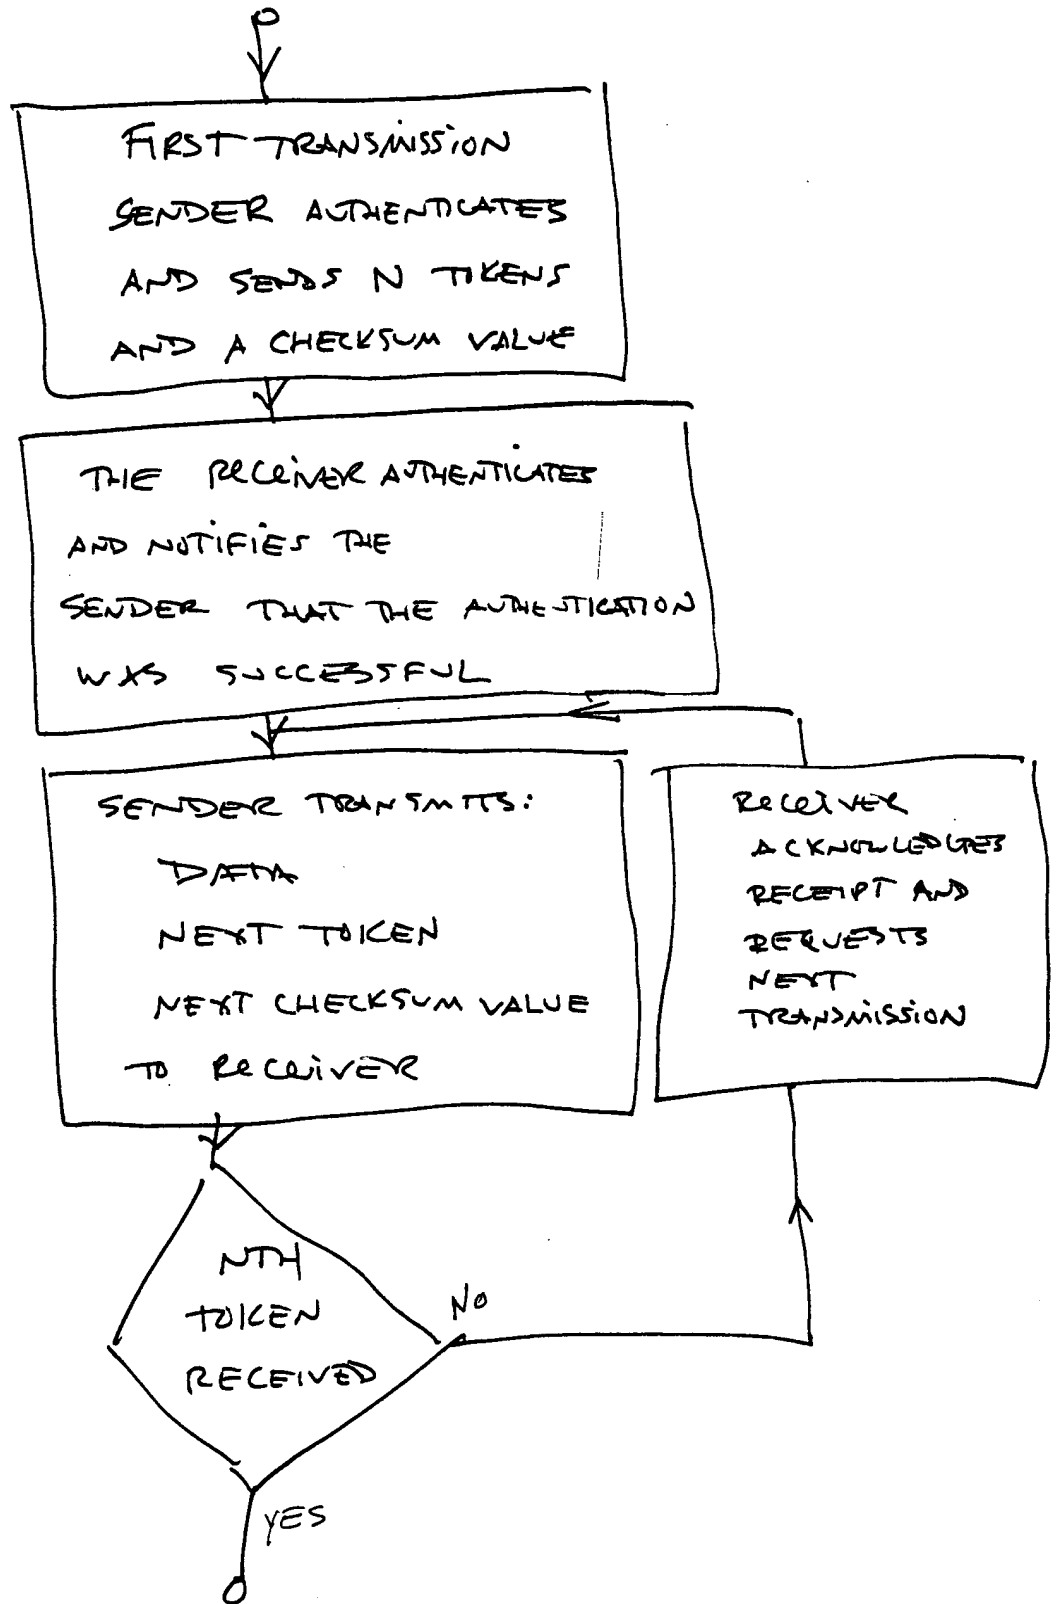 FIRST TRANSMISSION
SENDER AUTHENTICATES
AND SENDS N TOKENS
AND A CHECKSUM VALUE
THE RECEIVER AUTHENTICATES
AND NOTIFIES THE
SENDER THAT THE AUTHENTICATION
WAS SUCCESSFUL
SENDER TRANSMITS:
DATA
NEXT TOKEN
NEXT CHECKSUM VALUE
TO RECEIVER
RECEIVER
ACKNOWLEDGES
RECEIPT AND
REQUESTS
NEXT
TRANSMISSION
NTH
TOKEN
RECEIVED
NO
YES